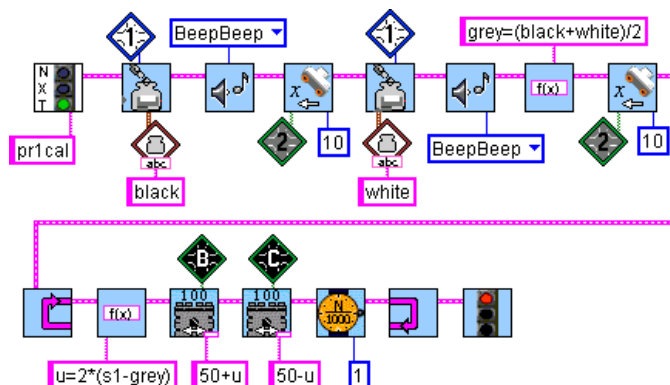 1
BeepBeep
1
grey=(black+white)/2
N
X
T
x
f(x)
x
pr1cal
abc
black
2
10
abc
white
BeepBeep
2
10
B
C
f(x)
100
100
N
1000
u=2*(s1-grey)
50+u
50-u
1